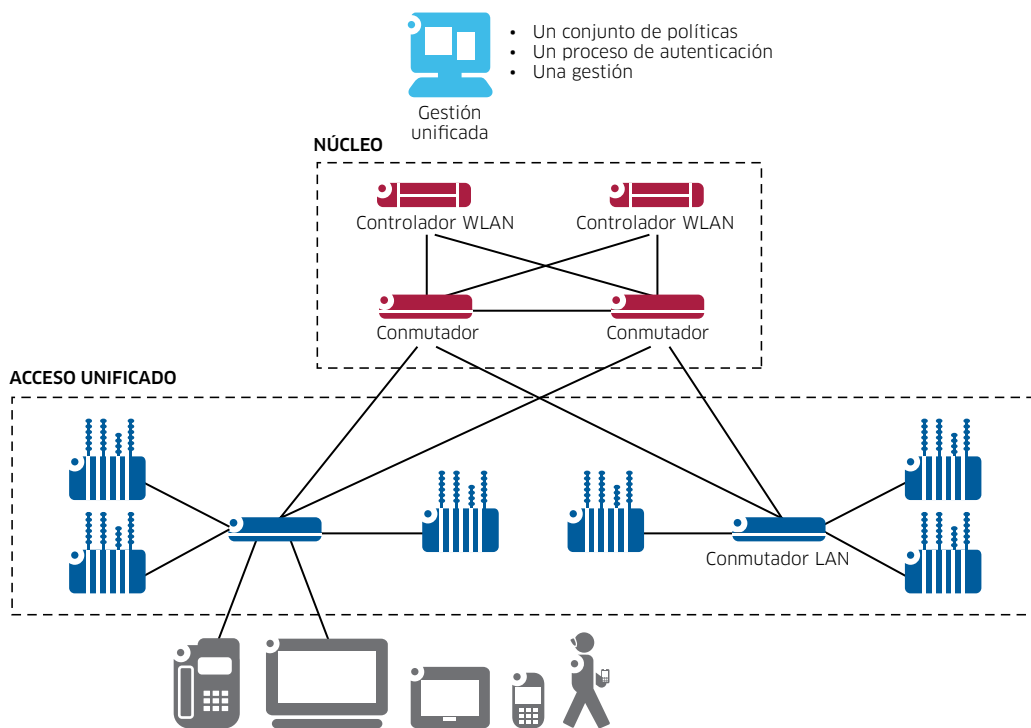 • Un conjunto de políticas
• Un proceso de autenticación
• Una gestión
Gestión
unificada
NÚCLEO
Controlador WLAN
Controlador WLAN
Conmutador
Conmutador
ACCESO UNIFICADO
Conmutador LAN